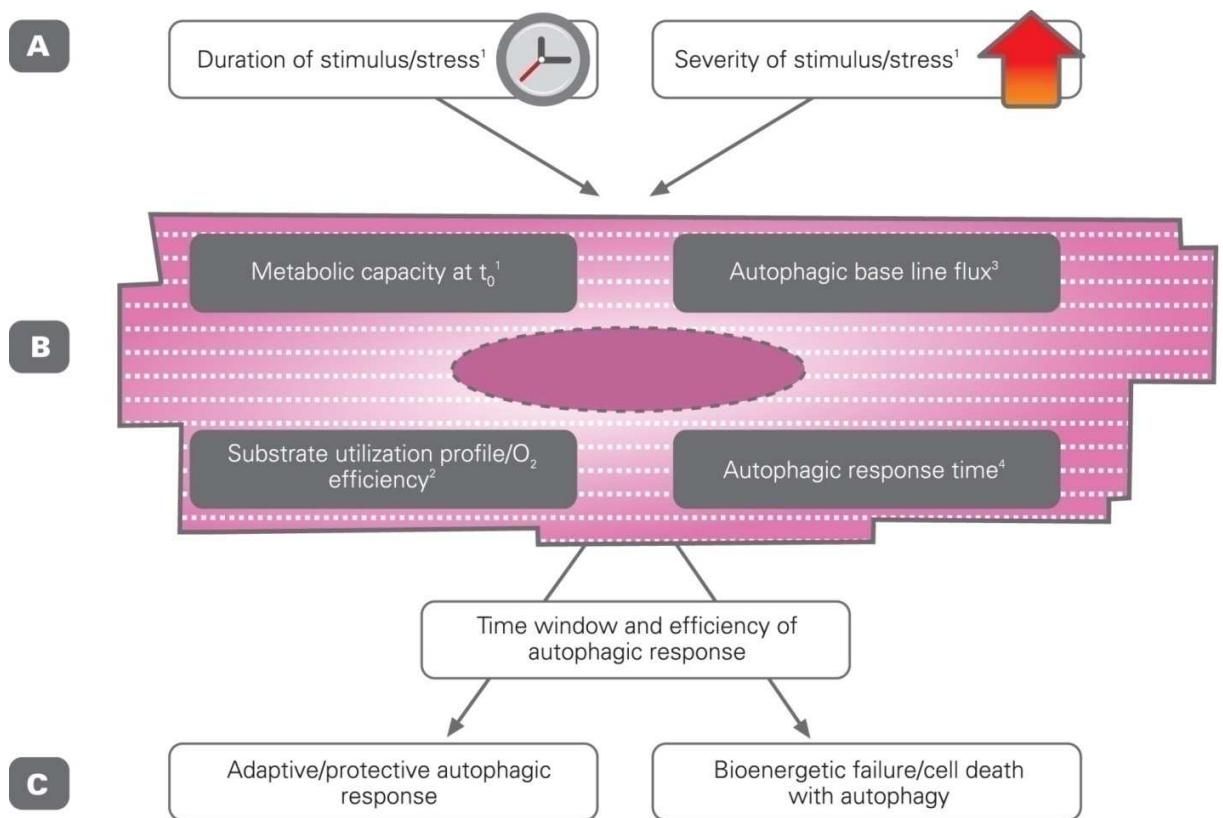 A
Duration of stimulus/stress¹
Severity of stimulus/stress¹
B
Metabolic capacity at t₀¹
Autophagic base line flux³
Substrate utilization profile/O₂
efficiency²
Autophagic response time⁴
Time window and efficiency of
autophagic response
C
Adaptive/protective autophagic
response
Bioenergetic failure/cell death
with autophagy